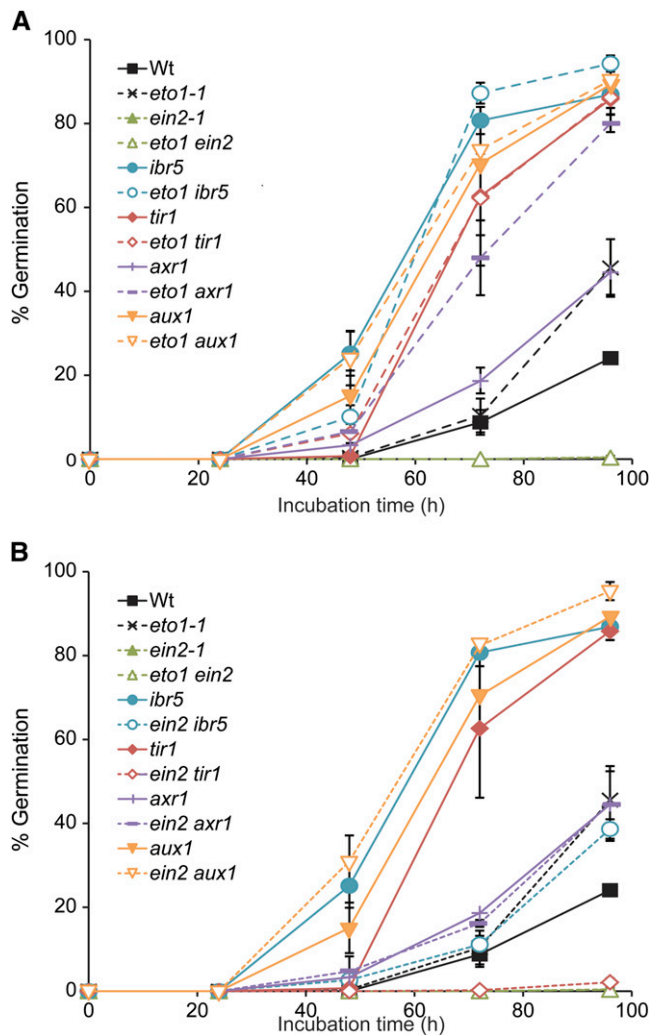 A
100
80
60
40
20
0
% Germination
Wt
eto1-1
ein2-1
eto1 ein2
ibr5
eto1 ibr5
tir1
eto1 tir1
axr1
eto1 axr1
aux1
eto1 aux1
0 20 40 60 80 100
Incubation time (h)
B
100
80
60
40
20
0
% Germination
Wt
eto1-1
ein2-1
eto1 ein2
ibr5
ein2 ibr5
tir1
ein2 tir1
axr1
ein2 axr1
aux1
ein2 aux1
0 20 40 60 80 100
Incubation time (h)